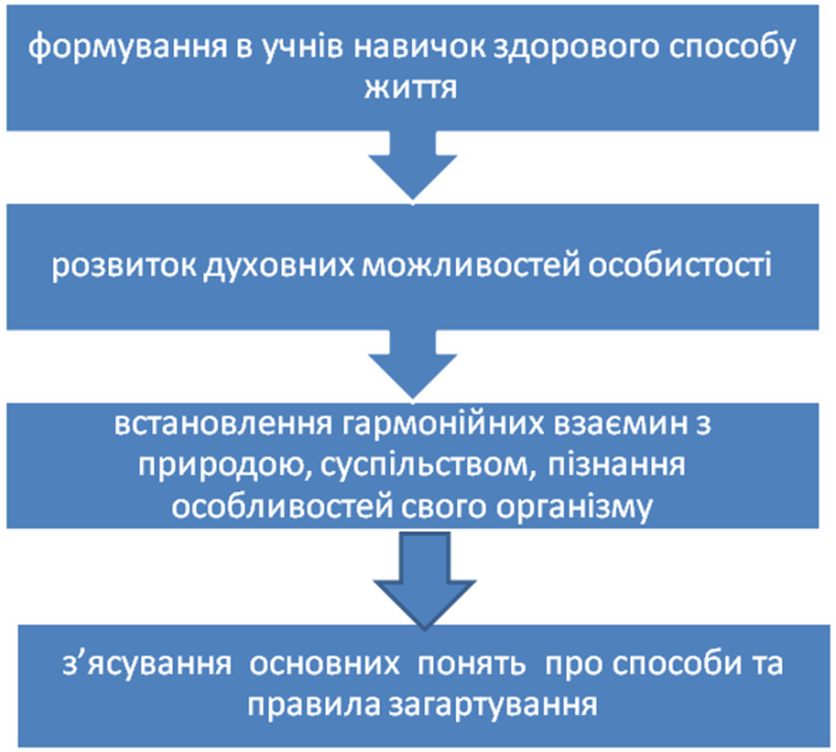 формування в учнів навичок здорового способу
життя
розвиток духовних можливостей особистості
встановлення гармонійних взаємин з
природою, суспільством, пізнання
особливостей свого організму
з’ясування основних понять про способи та
правила загартування